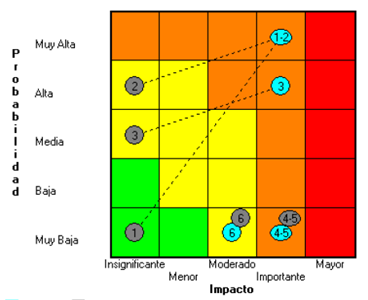 Probabilidad
Muy Alta
1-2
Alta
2
3
Media
3
Baja
Muy Baja
1
6
6
4-5
4-5
Insignificante
Menor
Moderado
Importante
Mayor
Impacto